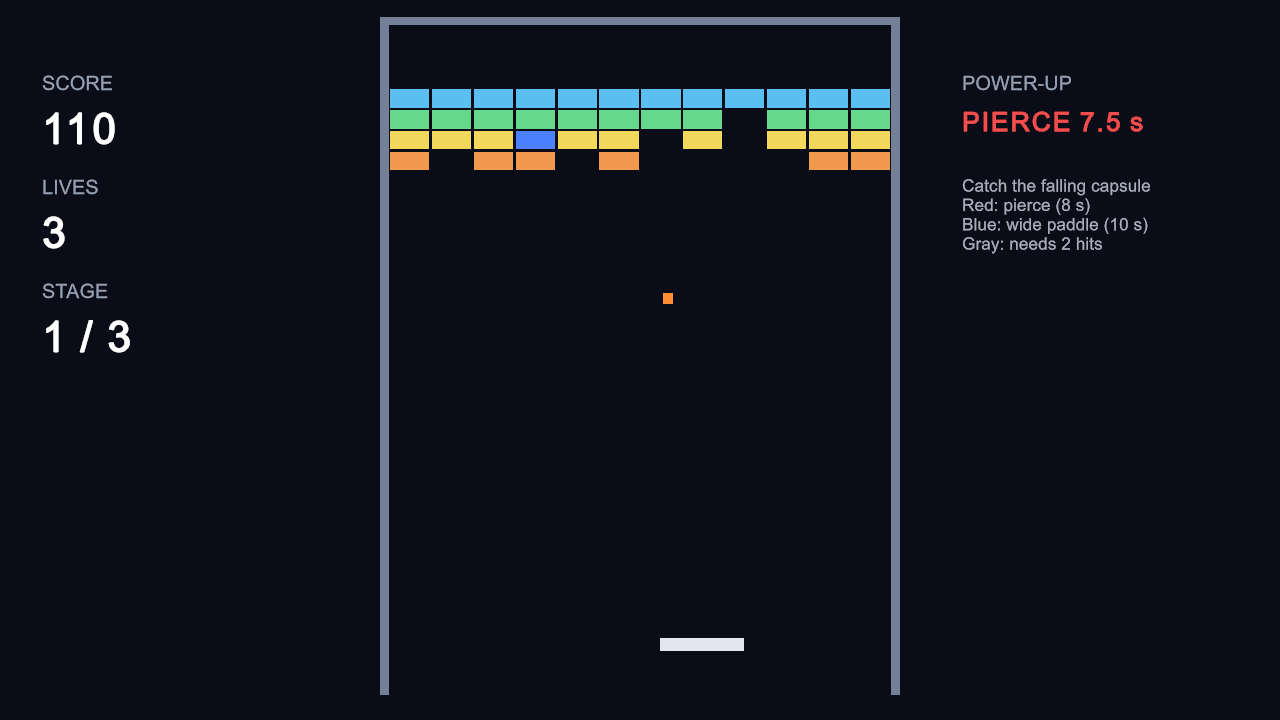 SCORE
110
LIVES
3
STAGE
1 / 3
POWER-UP
PIERCE 7.5 s
Catch the falling capsule
Red: pierce (8 s)
Blue: wide paddle (10 s)
Gray: needs 2 hits